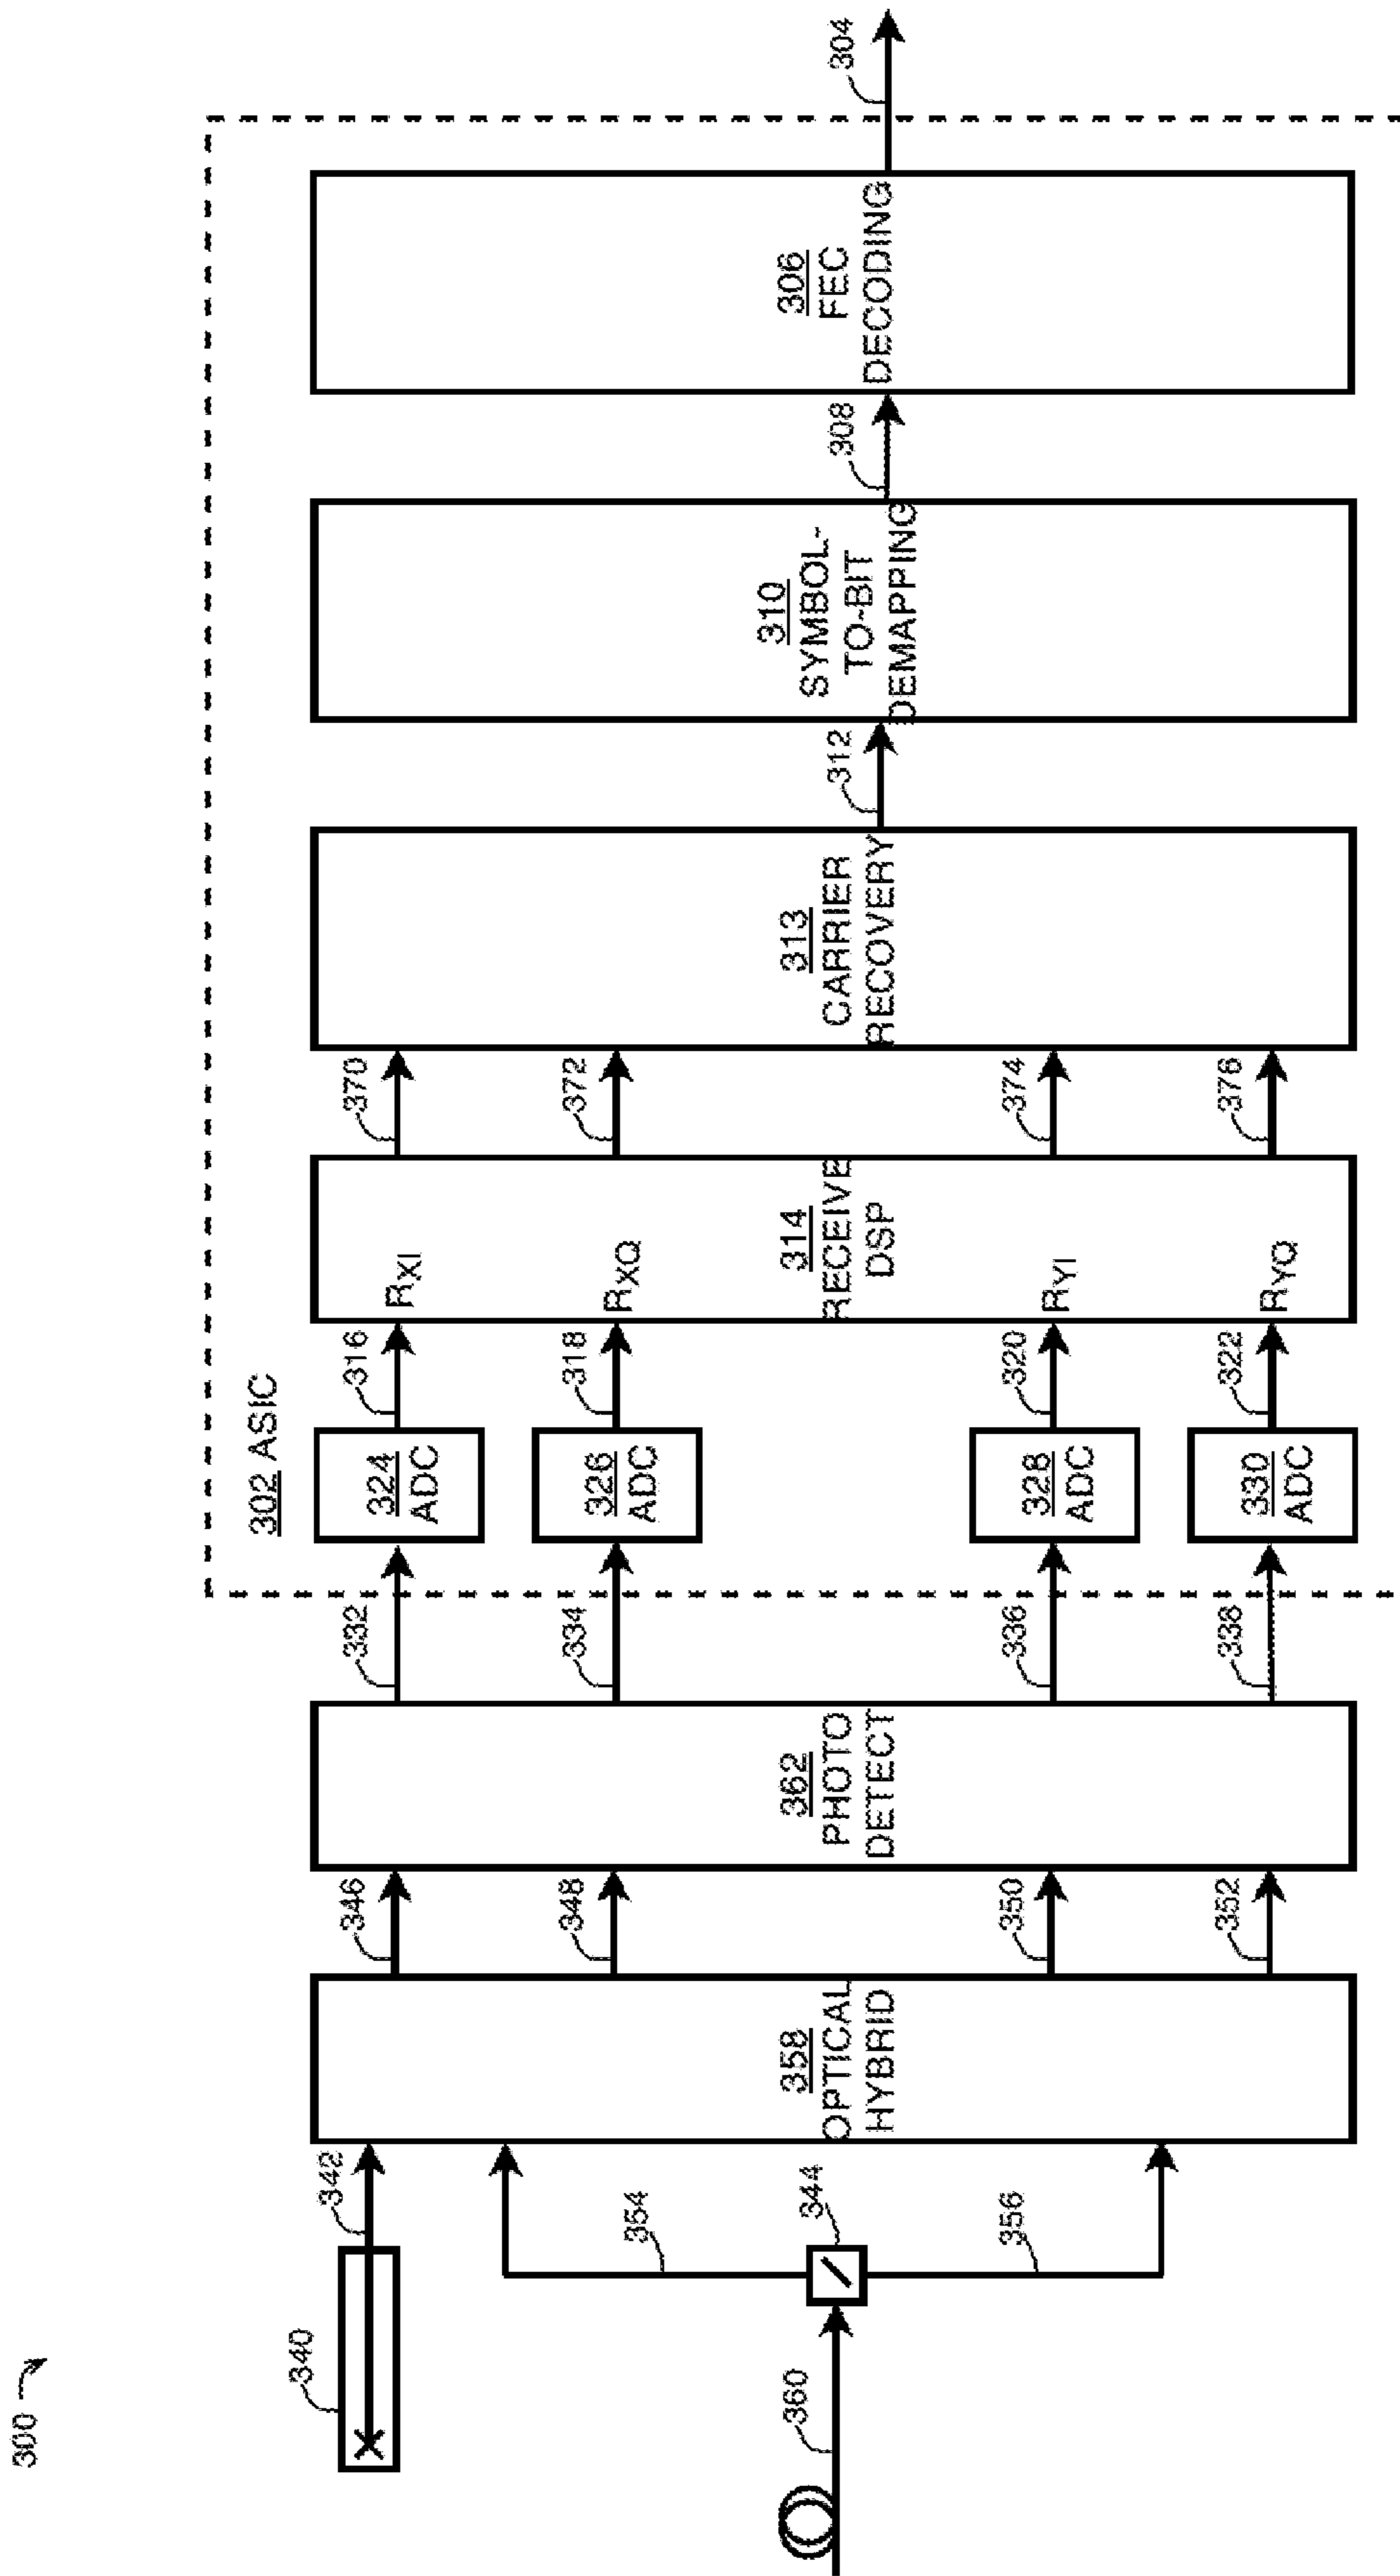 300
340
342
360
344
354
356
358
OPTICAL
HYBRID
346
348
350
352
362
PHOTO
DETECT
332
334
336
338
302 ASIC
324
ADC
326
ADC
328
ADC
330
ADC
316
318
320
322
RXI
RXQ
314
RECEIVE
DSP
RYI
RYQ
370
372
374
376
313
CARRIER
RECOVERY
312
310
SYMBOL-
TO-BIT
DEMAPPING
308
306
FEC
DECODING
304